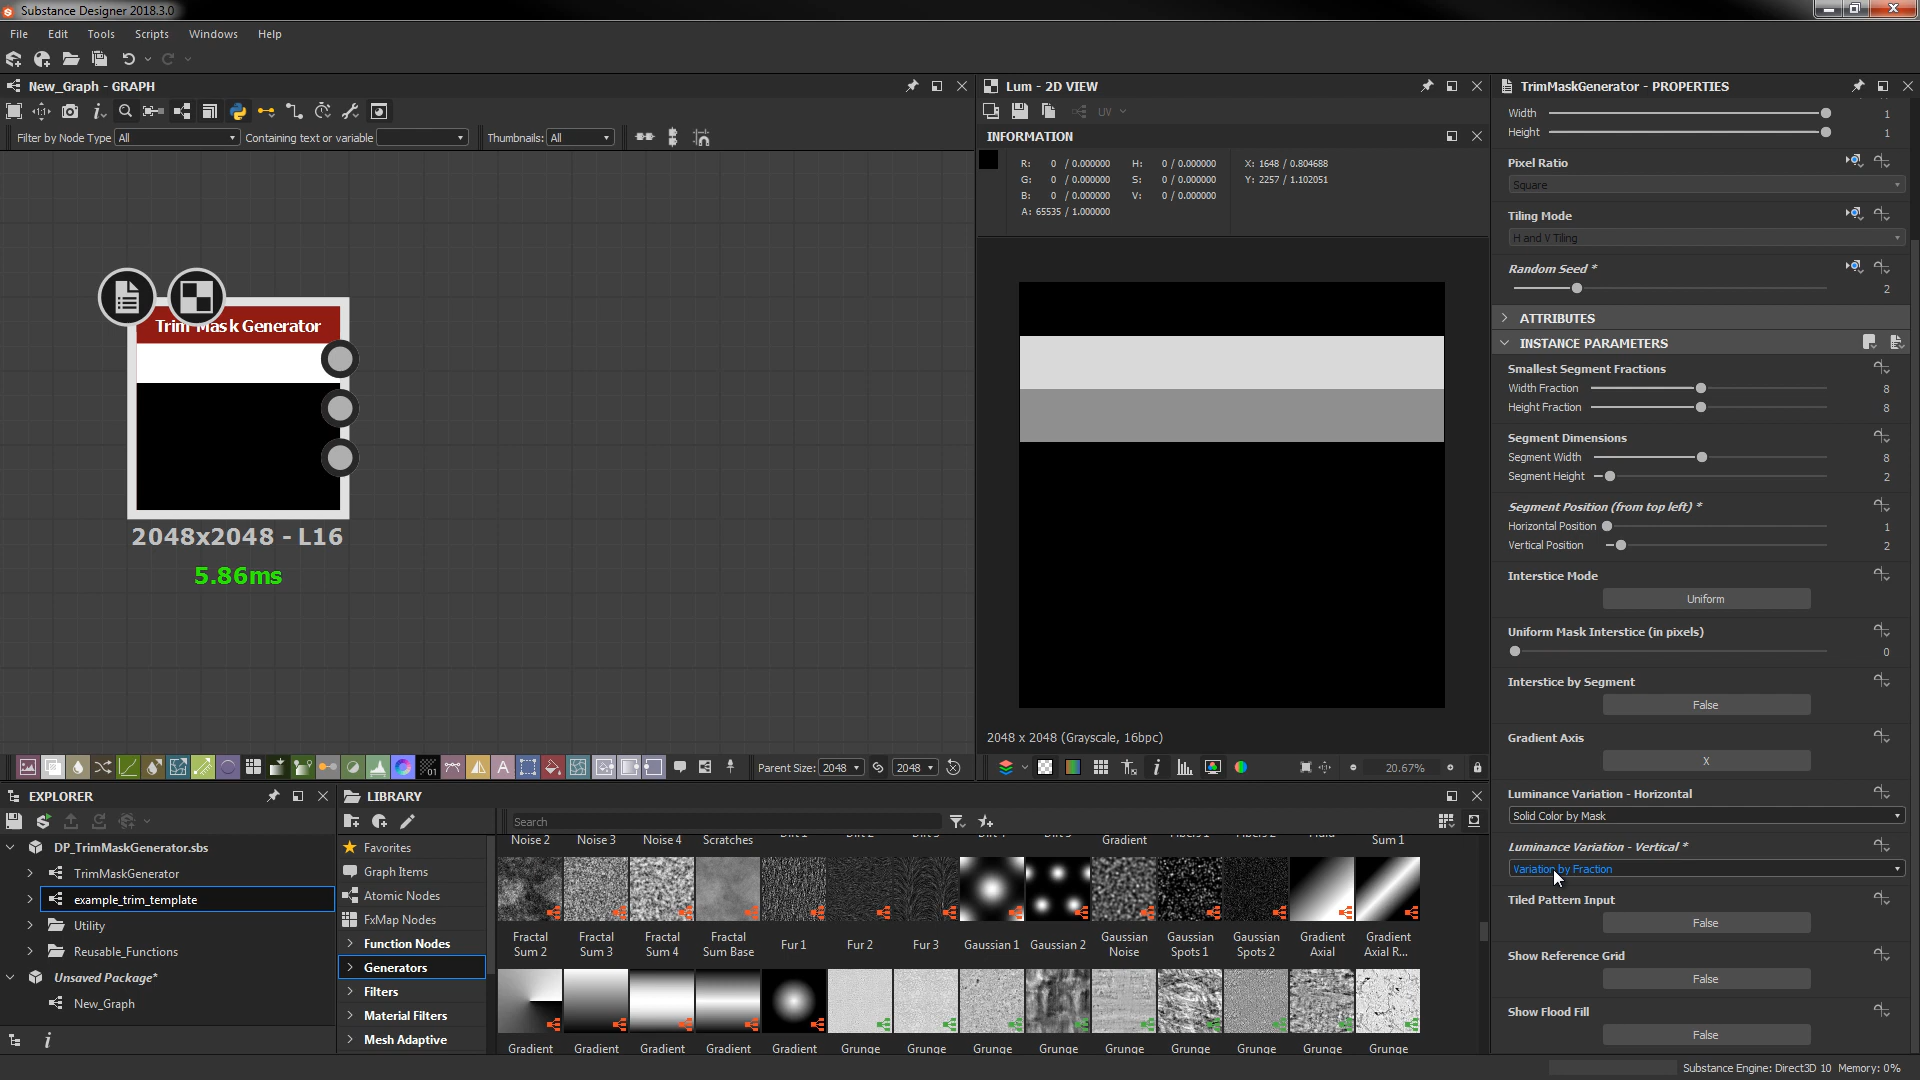 Substance Designer 2018.3.0
File Edit Tools Scripts Windows Help
New_Graph - GRAPH
Filter by Node Type All Containing text or variable Thumbnails: All
Trim Mask Generator
2048x2048 - L16
5.86ms
Parent Size: 2048 2048
Lum - 2D VIEW
UV
INFORMATION
R: 0 / 0.000000 H: 0 / 0.000000 X: 1648 / 0.804688
G: 0 / 0.000000 S: 0 / 0.000000 Y: 2257 / 1.102051
B: 0 / 0.000000 V: 0 / 0.000000
A: 65535 / 1.000000
2048 x 2048 (Grayscale, 16bpc)
20.67%
TrimMaskGenerator - PROPERTIES
Width 1
Height 1
Pixel Ratio
Square
Tiling Mode
H and V Tiling
Random Seed *
2
ATTRIBUTES
INSTANCE PARAMETERS
Smallest Segment Fractions
Width Fraction 8
Height Fraction 8
Segment Dimensions
Segment Width 8
Segment Height 2
Segment Position (from top left) *
Horizontal Position 1
Vertical Position 2
Interstice Mode
Uniform
Uniform Mask Interstice (in pixels)
0
Interstice by Segment
False
Gradient Axis
X
Luminance Variation - Horizontal
Solid Color by Mask
Luminance Variation - Vertical *
Variation by Fraction
Tiled Pattern Input
False
Show Reference Grid
False
Show Flood Fill
False
EXPLORER
DP_TrimMaskGenerator.sbs
TrimMaskGenerator
example_trim_template
Utility
Reusable_Functions
Unsaved Package*
New_Graph
LIBRARY
Search
Favorites
Graph Items
Atomic Nodes
FxMap Nodes
Function Nodes
Generators
Filters
Material Filters
Mesh Adaptive
Noise 2 Noise 3 Noise 4 Scratches Gradient Sum 1
Fractal Sum 2 Fractal Sum 3 Fractal Sum 4 Fractal Sum Base Fur 1 Fur 2 Fur 3 Gaussian 1 Gaussian 2 Gaussian Noise Gaussian Spots 1 Gaussian Spots 2 Gradient Axial Gradient Axial R...
Gradient Gradient Gradient Gradient Gradient Grunge Grunge Grunge Grunge Grunge Grunge Grunge Grunge Grunge
Substance Engine: Direct3D 10 Memory: 0%